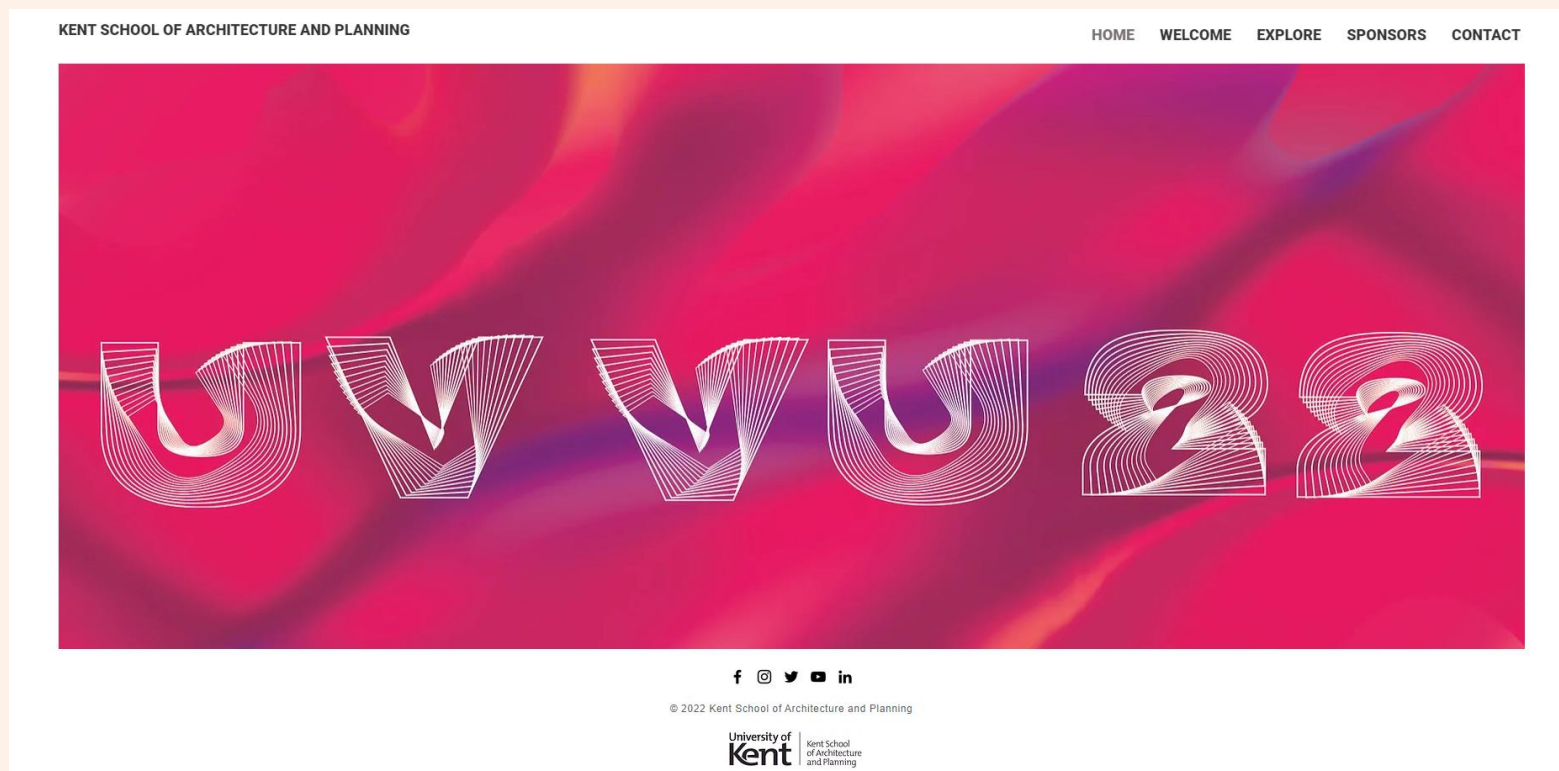 KENT SCHOOL OF ARCHITECTURE AND PLANNING
HOME WELCOME EXPLORE SPONSORS CONTACT
UVVU22
© 2022 Kent School of Architecture and Planning
University of
Kent
Kent School
of Architecture
and Planning